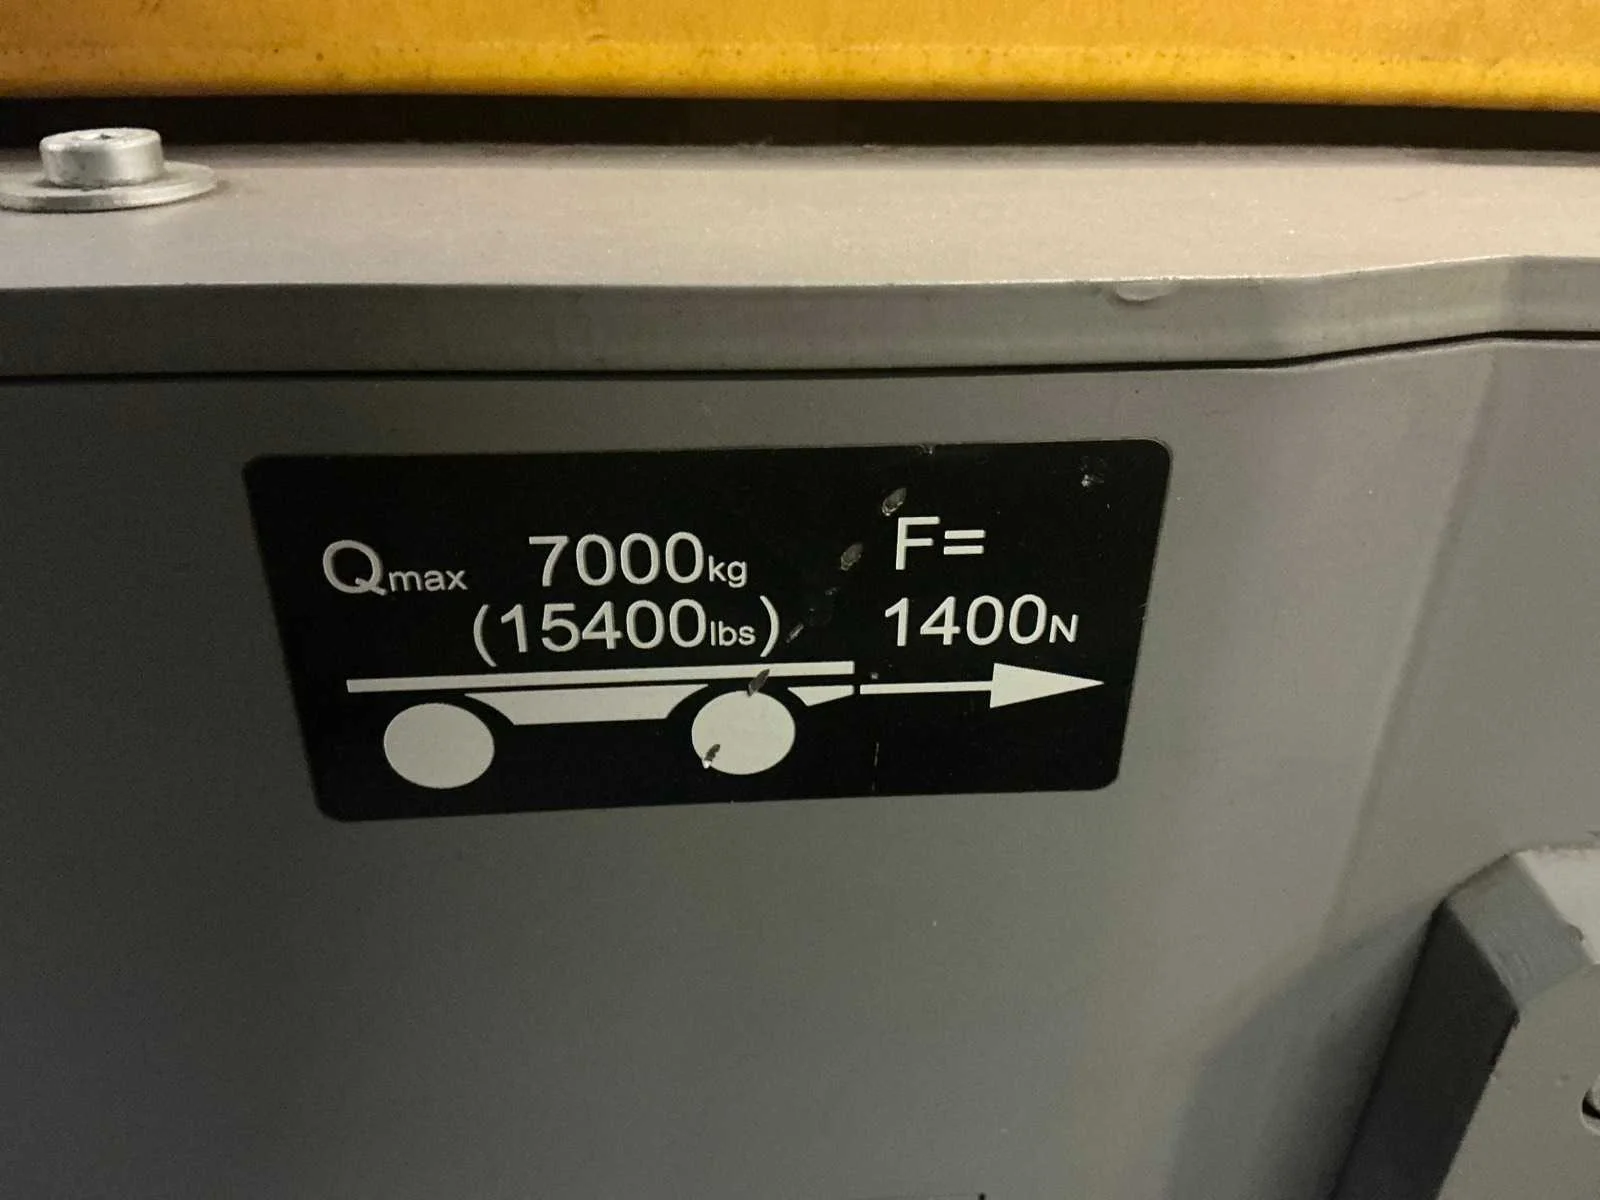 Qmax 7000kg F=
(15400lbs) 1400N